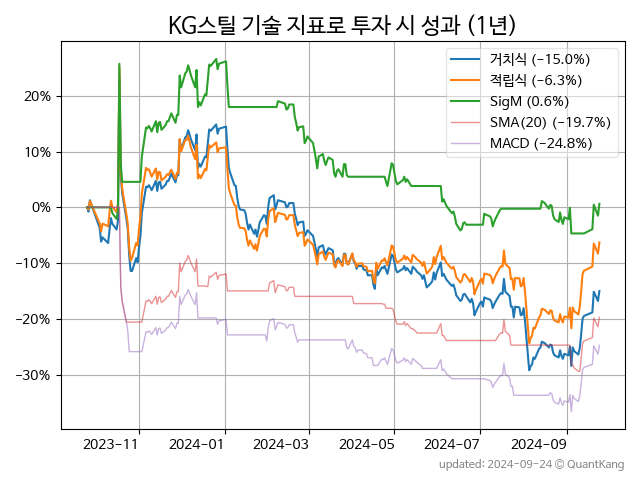 KG스틸 기술 지표로 투자 시 성과 (1년)
거치식 (−15.0%)
적립식 (−6.3%)
SigM (0.6%)
SMA(20) (−19.7%)
MACD (−24.8%)
20%
10%
0%
−10%
−20%
−30%
2023-11 2024-01 2024-03 2024-05 2024-07 2024-09
updated: 2024-09-24 © QuantKang